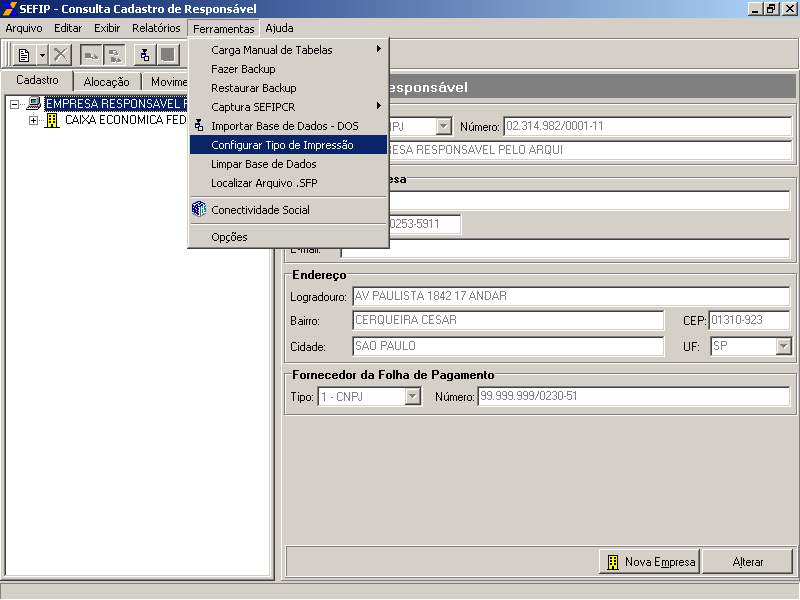 SEFIP - Consulta Cadastro de Responsável
Arquivo Editar Exibir Relatórios Ferramentas Ajuda
Carga Manual de Tabelas
Fazer Backup
Restaurar Backup
Captura SEFIPCR
Importar Base de Dados - DOS
Configurar Tipo de Impressão
Limpar Base de Dados
Localizar Arquivo .SFP
Conectividade Social
Opções
Cadastro Alocação Movime
EMPRESA RESPONSAVEL
CAIXA ECONOMICA FED
esponsável
PJ Número: 02.314.982/0001-11
ESA RESPONSAVEL PELO ARQUI
esa
0253-5911
E-mail:
Endereço
Logradouro: AV PAULISTA 1842 17 ANDAR
Bairro: CERQUEIRA CESAR CEP: 01310-923
Cidade: SAO PAULO UF: SP
Fornecedor da Folha de Pagamento
Tipo: 1 - CNPJ Número: 99.999.999/0230-51
Nova Empresa Alterar